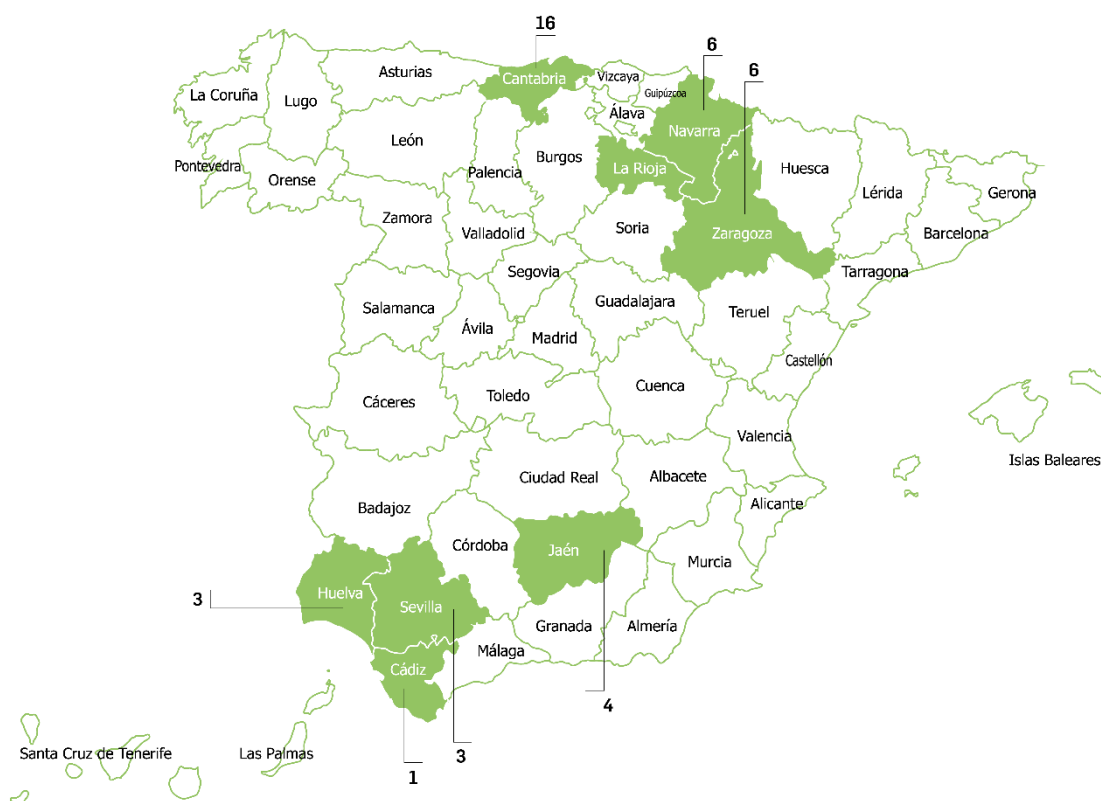 16
6
6
Asturias
Cantabria
Vizcaya
Guipúzcoa
La Coruña
Lugo
Álava
Navarra
León
Burgos
Pontevedra
Orense
Palencia
La Rioja
Huesca
Lérida
Gerona
Zamora
Valladolid
Soria
Zaragoza
Barcelona
Segovia
Tarragona
Salamanca
Ávila
Madrid
Guadalajara
Teruel
Castellón
Cáceres
Toledo
Cuenca
Valencia
Islas Baleares
Ciudad Real
Albacete
Badajoz
Alicante
Córdoba
Jaén
Murcia
3
Huelva
Sevilla
Granada
Almería
Málaga
Cádiz
4
Santa Cruz de Tenerife
Las Palmas
3
1